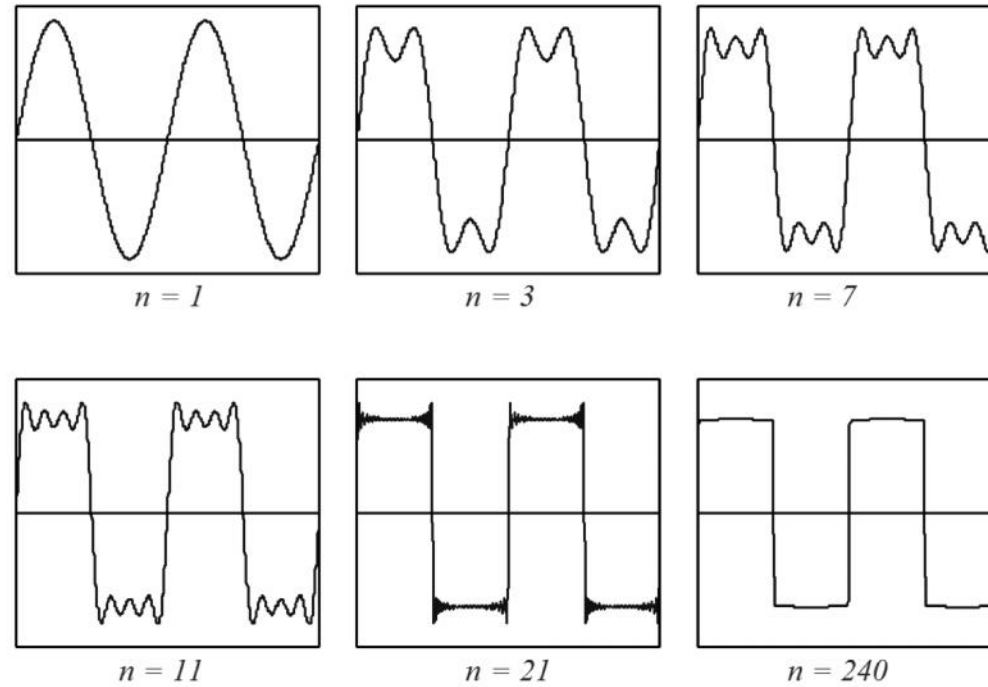 n = 1
n = 3
n = 7
n = 11
n = 21
n = 240